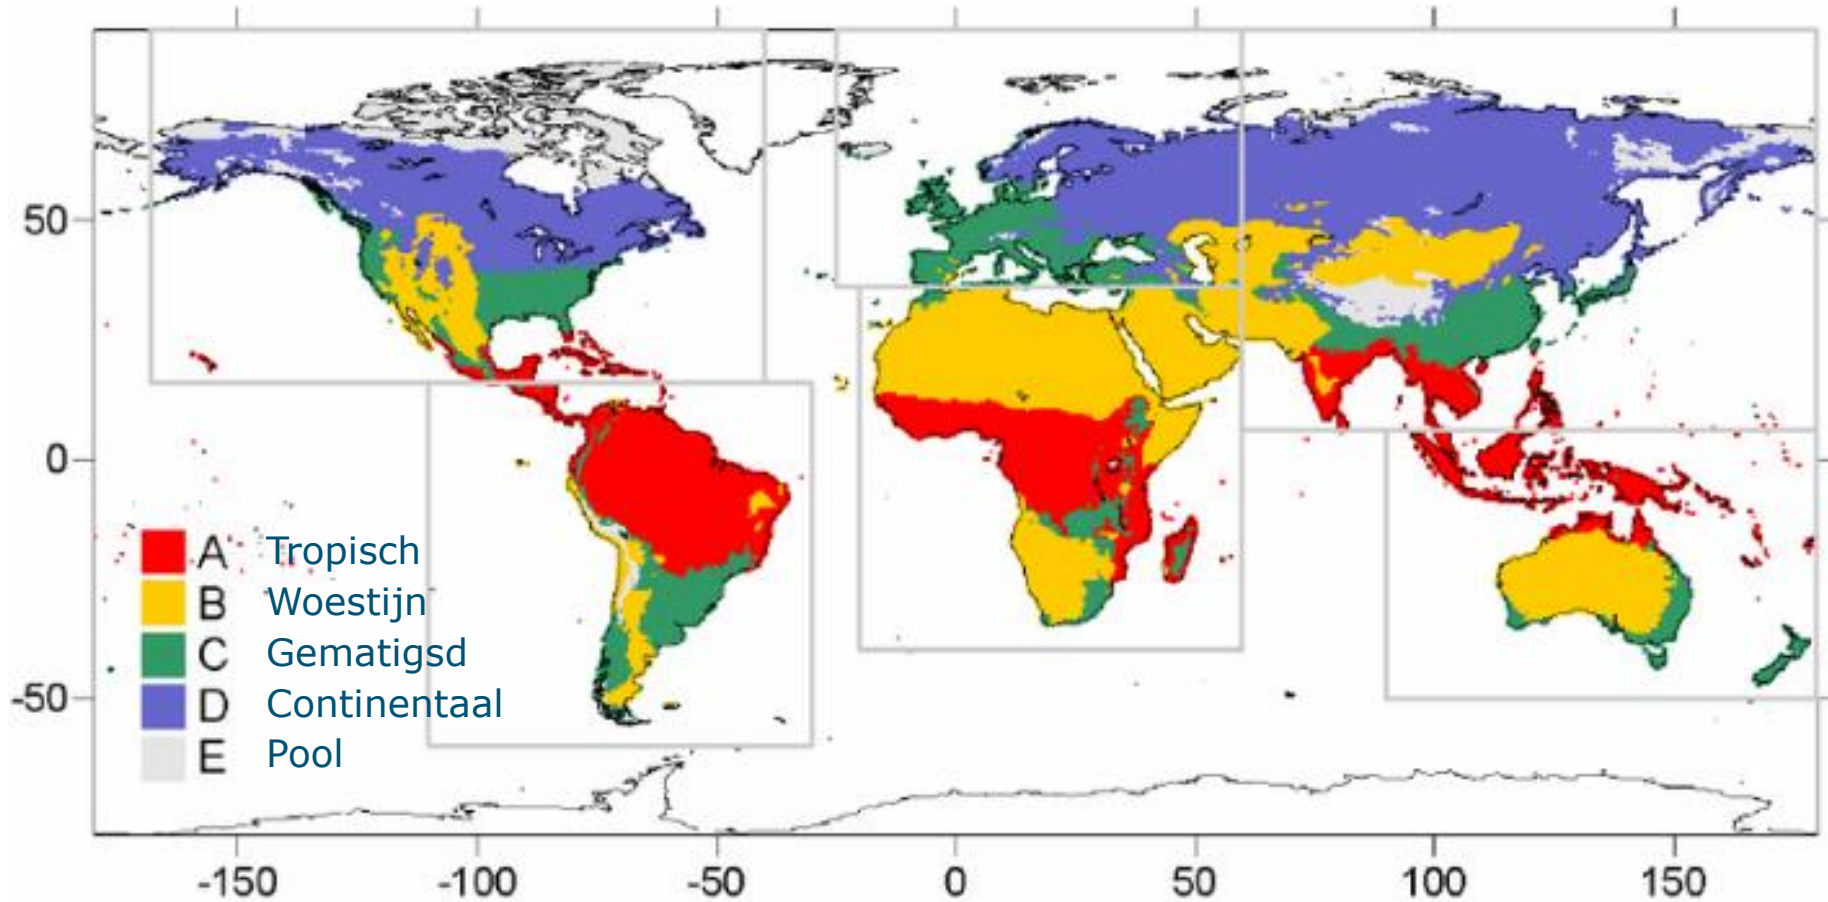 50
0
-50
A Tropisch
B Woestijn
C Gematigsd
D Continentaal
E Pool
-150 -100 -50 0 50 100 150